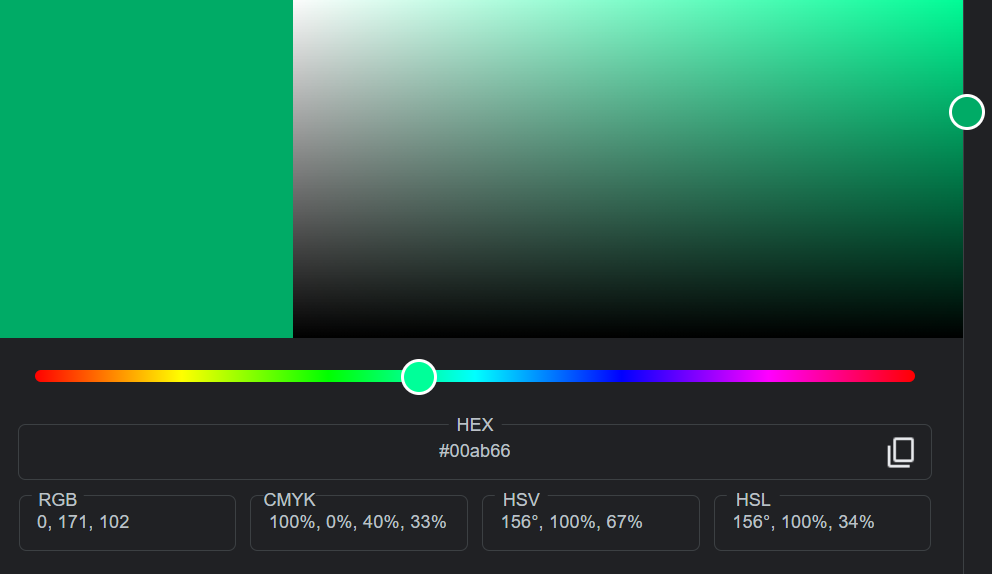 HEX
#00ab66
RGB
0, 171, 102
CMYK
100%, 0%, 40%, 33%
HSV
156°, 100%, 67%
HSL
156°, 100%, 34%